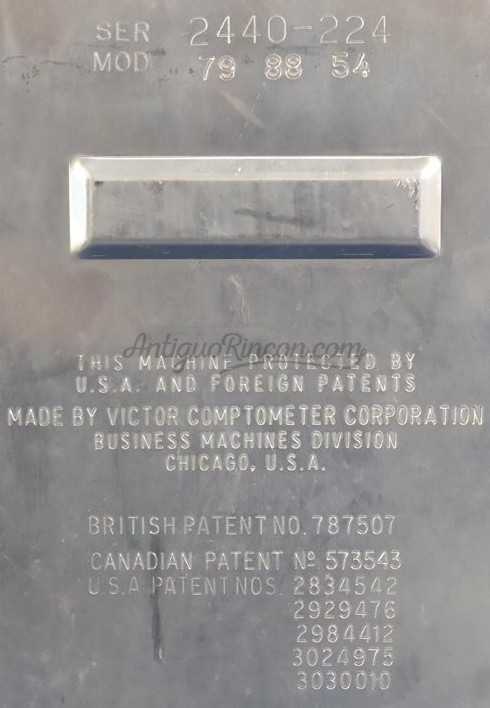 SER 2440-224
MOD 79 88 54
AntiguoRincon.com
THIS MACHINE PROTECTED BY
U.S.A. AND FOREIGN PATENTS
MADE BY VICTOR COMPTOMETER CORPORATION
BUSINESS MACHINES DIVISION
CHICAGO, U.S.A.
BRITISH PATENT NO. 787507
CANADIAN PATENT Nº 573543
U.S.A PATENT NOS. 2834542
2929476
2984412
3024975
3030010